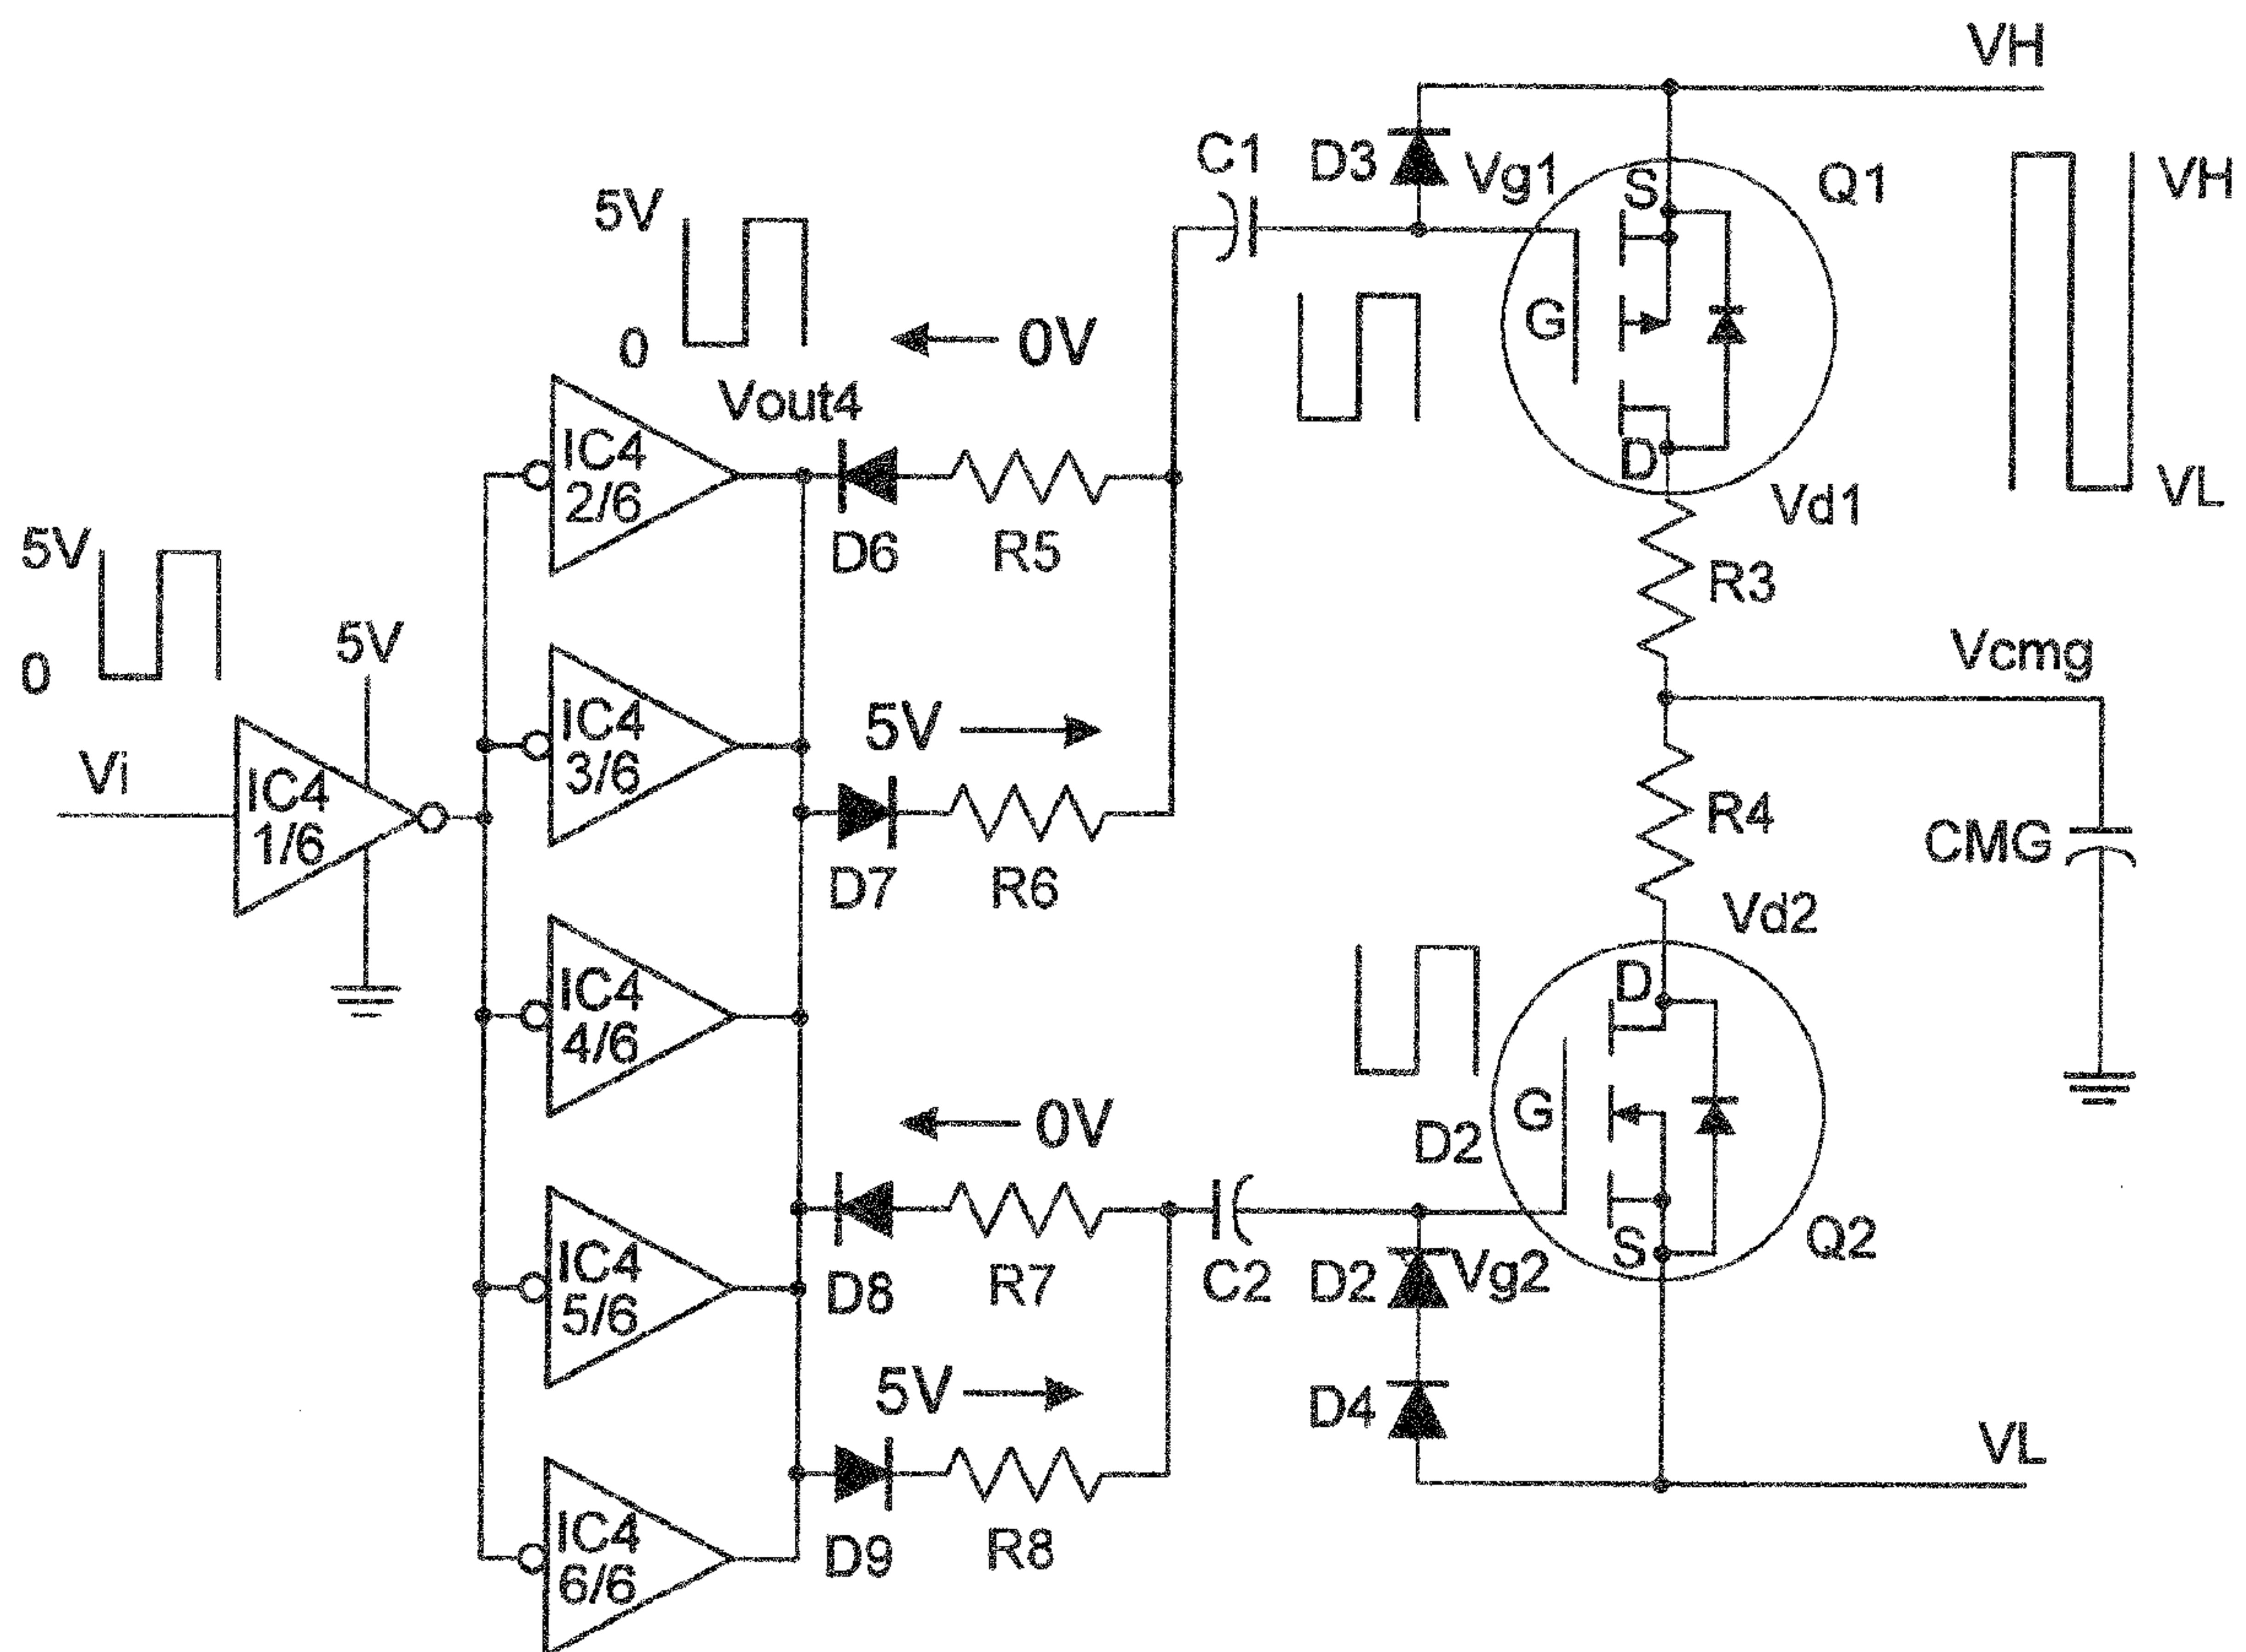 VH
C1
D3
Vg1
S
Q1
VH
5V
0V
0
G
Vout4
IC4
2/6
D
VL
Vd1
D6
R5
5V
R3
0
5V
Vcmg
IC4
3/6
5V
Vi
IC4
1/6
R4
CMG
D7
R6
Vd2
IC4
4/6
D
0V
G
D2
S
Q2
IC4
5/6
D8
R7
C2
D2
Vg2
5V
D4
VL
IC4
6/6
D9
R8